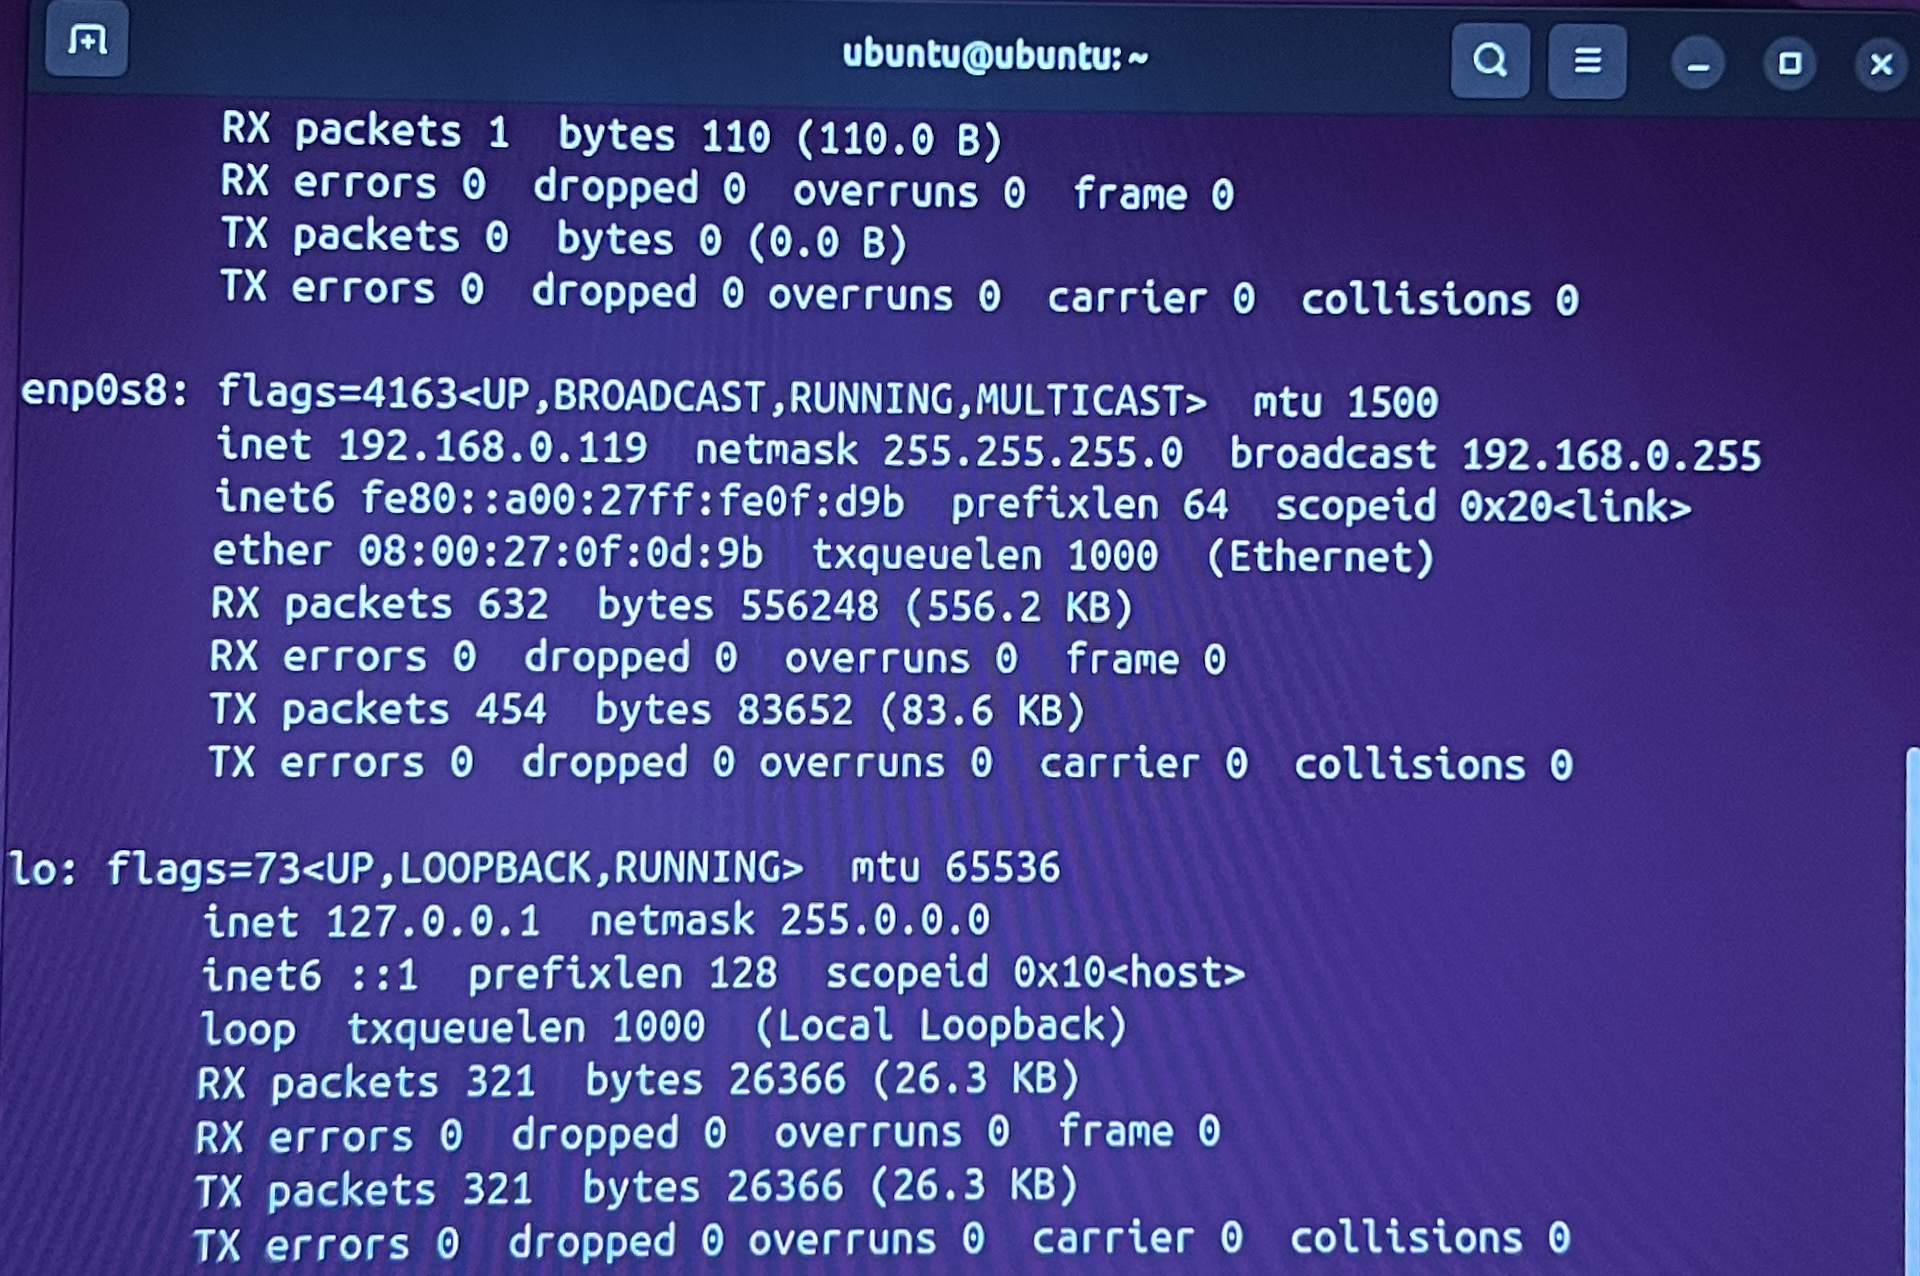 ubuntu@ubuntu: ~
RX packets 1  bytes 110 (110.0 B)
RX errors 0  dropped 0  overruns 0  frame 0
TX packets 0  bytes 0 (0.0 B)
TX errors 0  dropped 0 overruns 0  carrier 0  collisions 0
enp0s8: flags=4163<UP,BROADCAST,RUNNING,MULTICAST>  mtu 1500
inet 192.168.0.119  netmask 255.255.255.0  broadcast 192.168.0.255
inet6 fe80::a00:27ff:fe0f:d9b  prefixlen 64  scopeid 0x20<link>
ether 08:00:27:0f:0d:9b  txqueuelen 1000  (Ethernet)
RX packets 632  bytes 556248 (556.2 KB)
RX errors 0  dropped 0  overruns 0  frame 0
TX packets 454  bytes 83652 (83.6 KB)
TX errors 0  dropped 0 overruns 0  carrier 0  collisions 0
lo: flags=73<UP,LOOPBACK,RUNNING>  mtu 65536
inet 127.0.0.1  netmask 255.0.0.0
inet6 ::1  prefixlen 128  scopeid 0x10<host>
loop  txqueuelen 1000  (Local Loopback)
RX packets 321  bytes 26366 (26.3 KB)
RX errors 0  dropped 0  overruns 0  frame 0
TX packets 321  bytes 26366 (26.3 KB)
TX errors 0  dropped 0 overruns 0  carrier 0  collisions 0